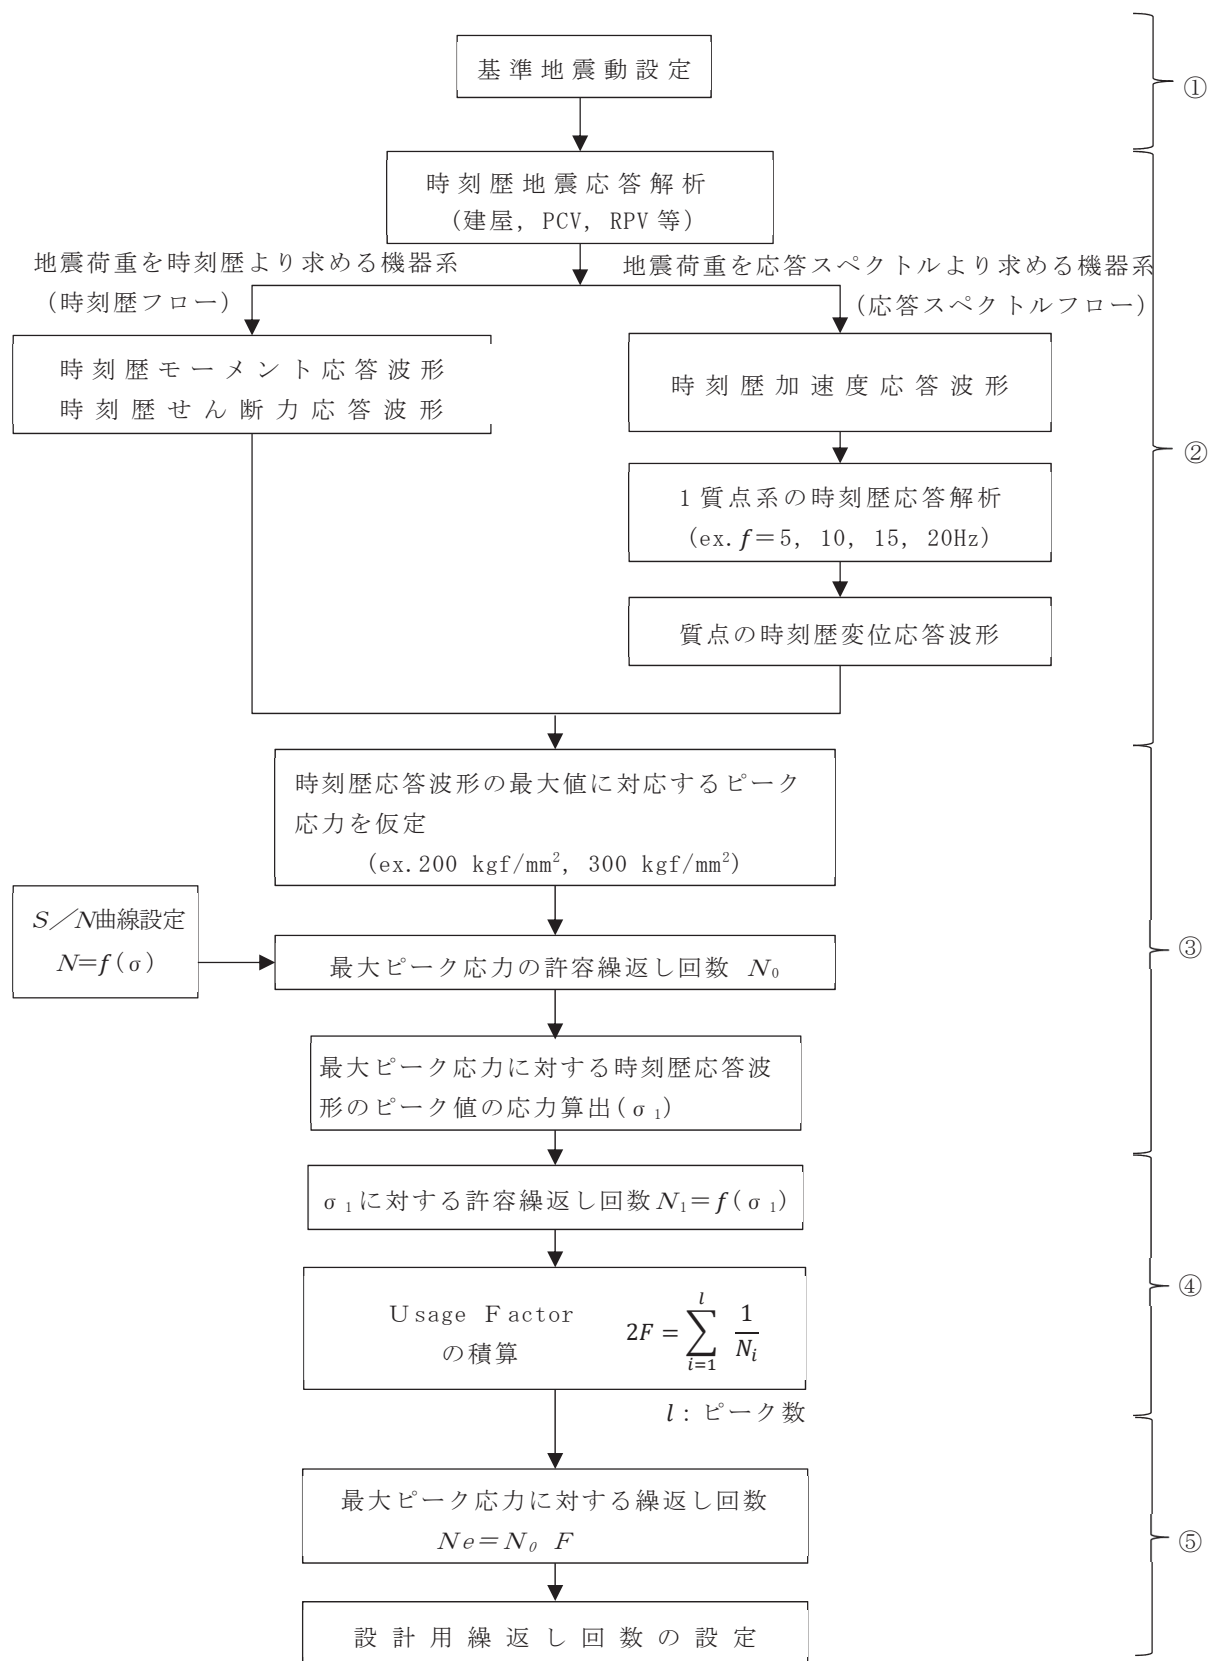 基準地震動設定
①
時刻歴地震応答解析
(建屋, PCV, RPV 等)
地震荷重を時刻歴より求める機器系
(時刻歴フロー)
地震荷重を応答スペクトルより求める機器系
(応答スペクトルフロー)
時刻歴モーメント応答波形
時刻歴せん断力応答波形
時刻歴加速度応答波形
②
1 質点系の時刻歴応答解析
(ex. f＝5, 10, 15, 20Hz)
質点の時刻歴変位応答波形
時刻歴応答波形の最大値に対応するピーク
応力を仮定
(ex. 200 kgf/mm², 300 kgf/mm²)
S／N曲線設定
N＝f(σ)
最大ピーク応力の許容繰返し回数 N₀
③
最大ピーク応力に対する時刻歴応答波
形のピーク値の応力算出(σ₁)
σ₁に対する許容繰返し回数N₁＝f(σ₁)
Usage Factor
の積算
2F = \sum_{i=1}^{l} \frac{1}{N_i}
④
l：ピーク数
最大ピーク応力に対する繰返し回数
Ne＝N₀ F
⑤
設計用繰返し回数の設定